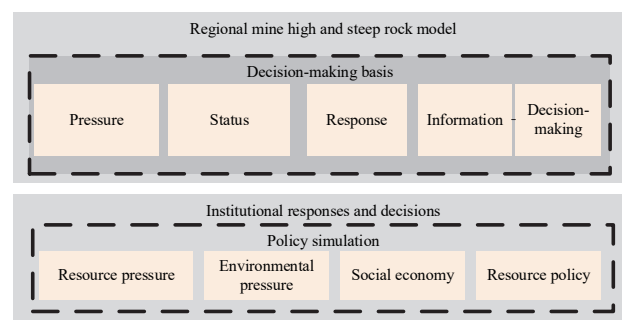 Regional mine high and steep rock model
Decision-making basis
Pressure
Status
Response
Information
Decision-
making
Institutional responses and decisions
Policy simulation
Resource pressure
Environmental
pressure
Social economy
Resource policy